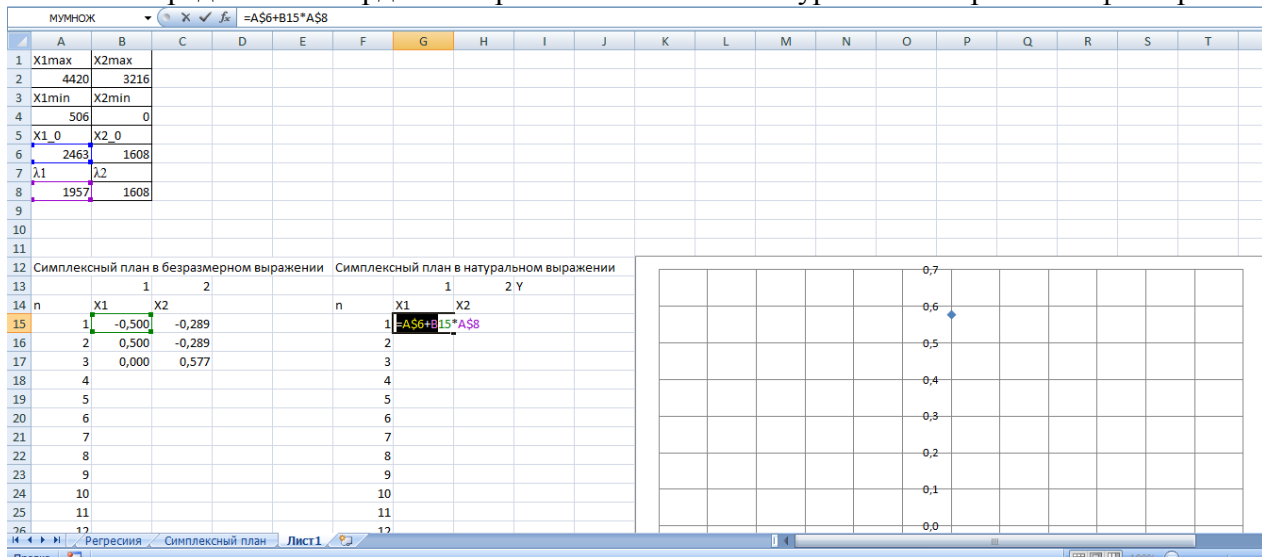 МУМНОЖ fx =A$6+B15*A$8
A B C D E F G H I J K L M N O P Q R S T
1 X1max X2max
2 4420 3216
3 X1min X2min
4 506 0
5 X1_0 X2_0
6 2463 1608
7 λ1 λ2
8 1957 1608
9
10
11
12 Симплексный план в безразмерном выражении Симплексный план в натуральном выражении
13 1 2 1 2 Y
14 n X1 X2 n X1 X2
15 1 -0,500 -0,289 1 =A$6+B15*A$8
16 2 0,500 -0,289 2
17 3 0,000 0,577 3
18 4 4
19 5 5
20 6 6
21 7 7
22 8 8
23 9 9
24 10 10
25 11 11
26 12 12
0,7
0,6
0,5
0,4
0,3
0,2
0,1
0,0
Регресиия Симплексный план Лист1